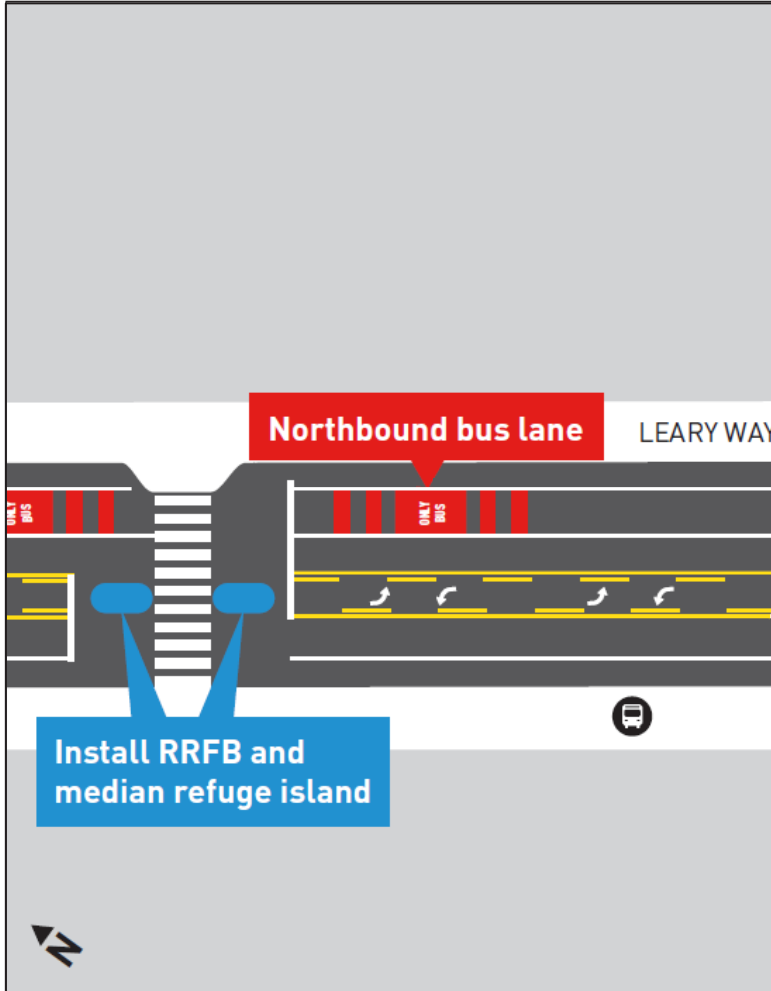 Northbound bus lane
LEARY WAY
ONLY
BUS
ONLY
BUS
Install RRFB and
median refuge island
N